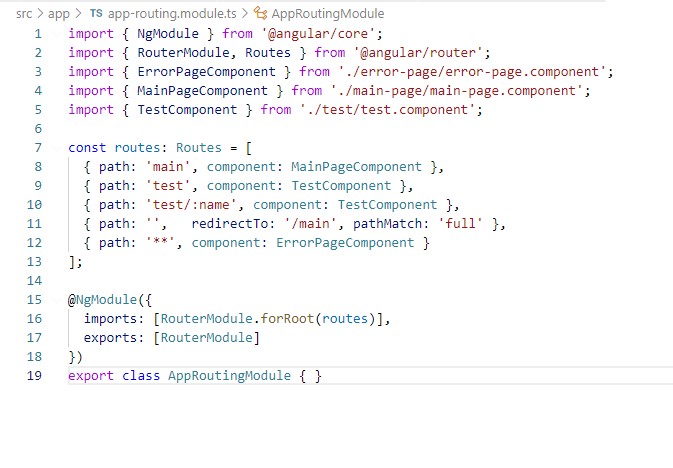 src > app > TS app-routing.module.ts > AppRoutingModule
1 import { NgModule } from '@angular/core';
2 import { RouterModule, Routes } from '@angular/router';
3 import { ErrorPageComponent } from './error-page/error-page.component';
4 import { MainPageComponent } from './main-page/main-page.component';
5 import { TestComponent } from './test/test.component';
6
7 const routes: Routes = [
8   { path: 'main', component: MainPageComponent },
9   { path: 'test', component: TestComponent },
10   { path: 'test/:name', component: TestComponent },
11   { path: '',   redirectTo: '/main', pathMatch: 'full' },
12   { path: '**', component: ErrorPageComponent }
13 ];
14
15 @NgModule({
16   imports: [RouterModule.forRoot(routes)],
17   exports: [RouterModule]
18 })
19 export class AppRoutingModule { }